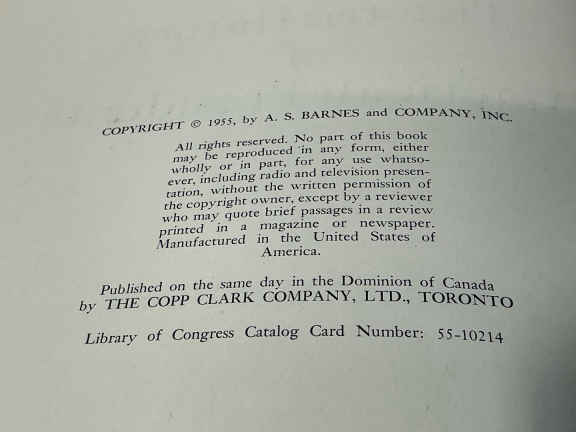 COPYRIGHT © 1955, by A. S. BARNES and COMPANY, INC.
All rights reserved. No part of this book
may be reproduced in any form, either
wholly or in part, for any use whatso-
ever, including radio and television presen-
tation, without the written permission of
the copyright owner, except by a reviewer
who may quote brief passages in a review
printed in a magazine or newspaper.
Manufactured in the United States of
America.
Published on the same day in the Dominion of Canada
by THE COPP CLARK COMPANY, LTD., TORONTO
Library of Congress Catalog Card Number: 55-10214